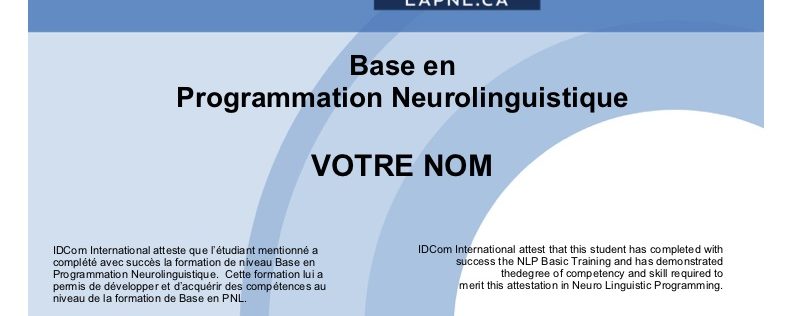 LAPNL.CA
Base en
Programmation Neurolinguistique
VOTRE NOM
IDCom International atteste que l'étudiant mentionné a
complété avec succès la formation de niveau Base en
Programmation Neurolinguistique.  Cette formation lui a
permis de développer et d'acquérir des compétences au
niveau de la formation de Base en PNL.
IDCom International attest that this student has completed with
success the NLP Basic Training and has demonstrated
thedegree of competency and skill required to
merit this attestation in Neuro Linguistic Programming.